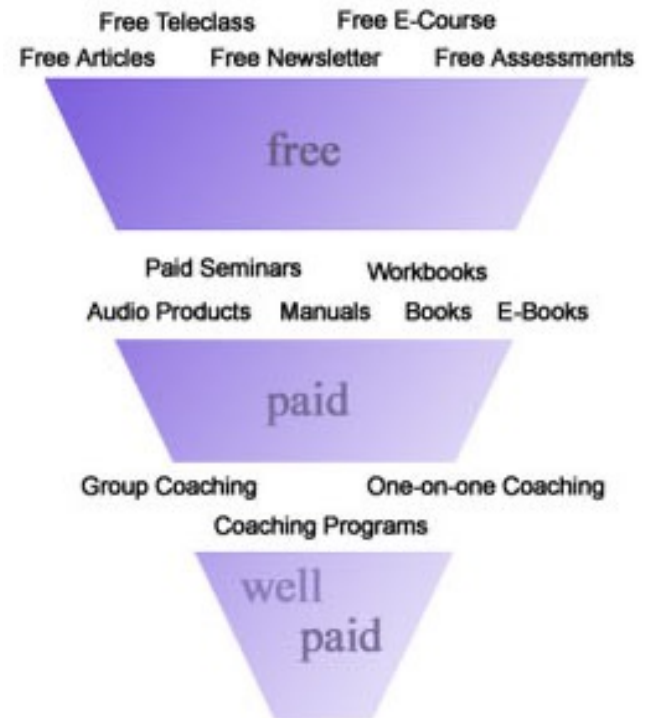 Free Teleclass Free E-Course
Free Articles Free Newsletter Free Assessments
free
Paid Seminars Workbooks
Audio Products Manuals Books E-Books
paid
Group Coaching One-on-one Coaching
Coaching Programs
well
paid